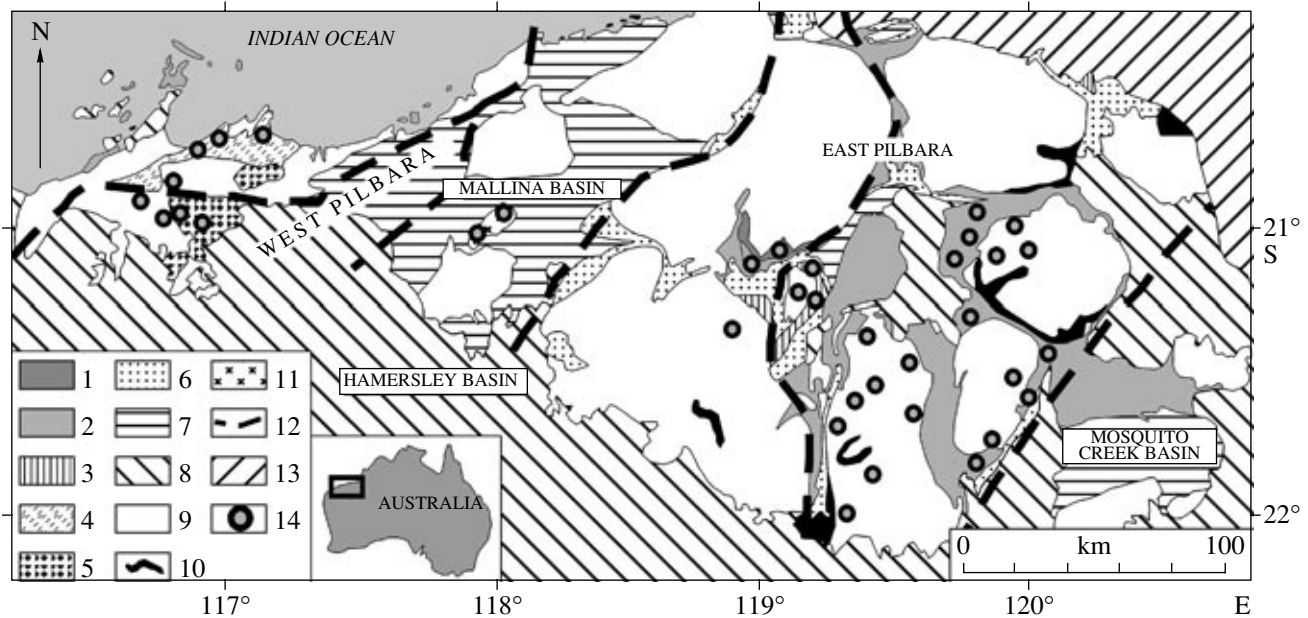 N
INDIAN OCEAN
EAST PILBARA
WEST PILBARA
MALLINA BASIN
21°
S
HAMERSLEY BASIN
MOSQUITO
CREEK BASIN
1 6 11
2 7 12
3 8 13
4 9 14
5 10
AUSTRALIA
22°
0 km 100
117° 118° 119° 120° E